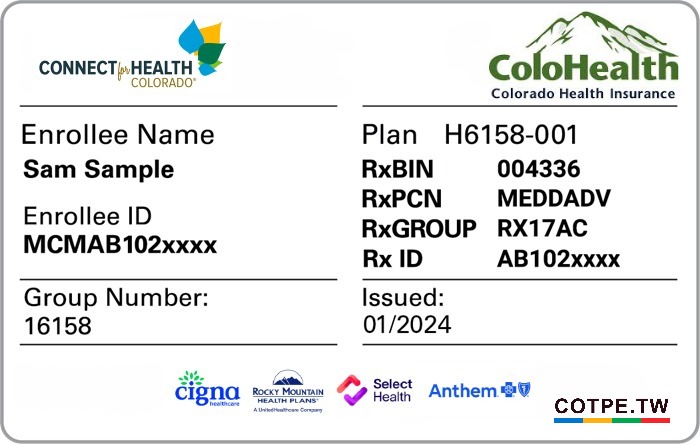 CONNECT for HEALTH
COLORADO®
ColoHealth
Colorado Health Insurance
Enrollee Name
Sam Sample
Enrollee ID
MCMAB102xxxx
Plan H6158-001
RxBIN 004336
RxPCN MEDDADV
RxGROUP RX17AC
Rx ID AB102xxxx
Group Number:
16158
Issued:
01/2024
cigna
healthcare
ROCKY MOUNTAIN
HEALTH PLANS®
A UnitedHealthcare Company
Select
Health
Anthem
COTPE.TW